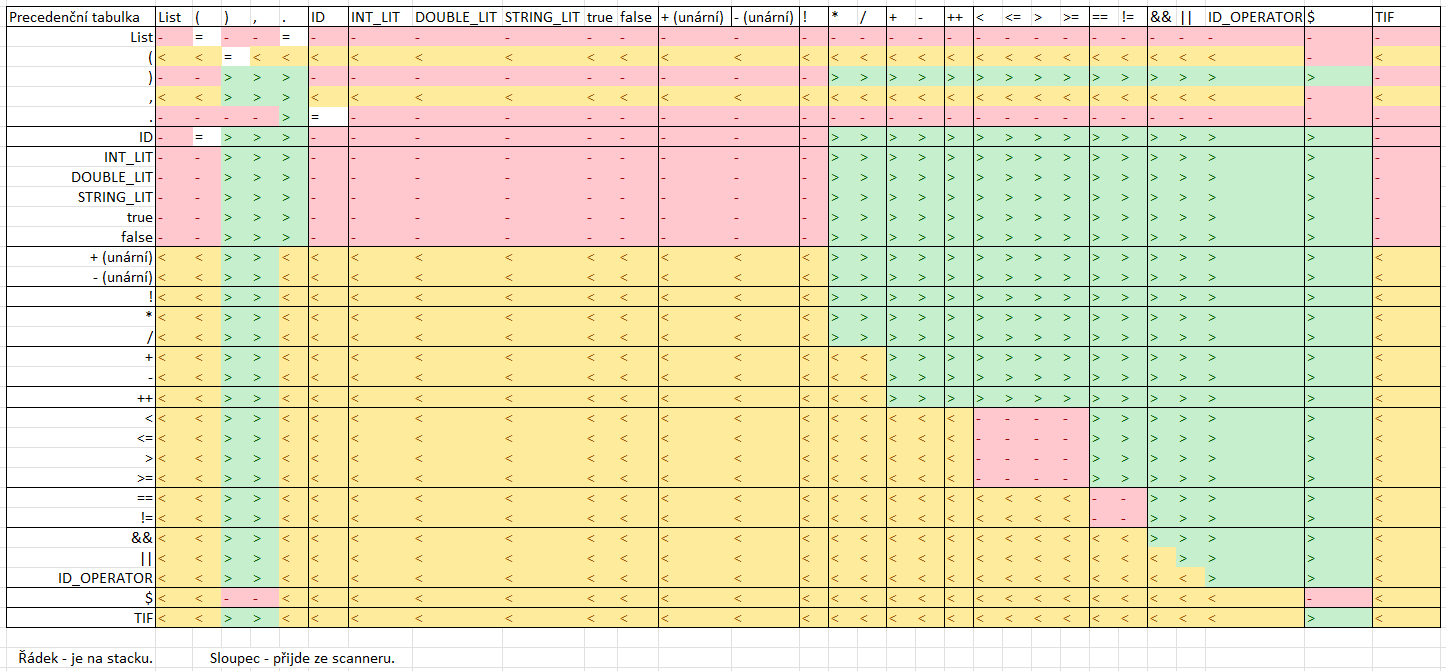 Precedenční tabulka List ( ) , . ID INT_LIT DOUBLE_LIT STRING_LIT true false + (unární) - (unární) ! * / + - ++ < <= > >= == != && || ID_OPERATOR $ TIF
List - = - - = - - - - - - - - - - - - - - - - - - - - - - - - -
( < < = < < < < < < < < < < < < < < < < < < < < < < < < < - <
) - - > > > - - - - - - - - - > > > > > > > > > > > > > > > -
, < < > > > < < < < < < < < < < < < < < < < < < < < < < < - <
. - - - - > = - - - - - - - - - - - - - - - - - - - - - - - -
ID - = > > > - - - - - - - - - > > > > > > > > > > > > > > > -
INT_LIT - - > > > - - - - - - - - - > > > > > > > > > > > > > > > -
DOUBLE_LIT - - > > > - - - - - - - - - > > > > > > > > > > > > > > > -
STRING_LIT - - > > > - - - - - - - - - > > > > > > > > > > > > > > > -
true - - > > > - - - - - - - - - > > > > > > > > > > > > > > > -
false - - > > > - - - - - - - - - > > > > > > > > > > > > > > > -
+ (unární) < < > > < < < < < < < < < < > > > > > > > > > > > > > > > <
- (unární) < < > > < < < < < < < < < < > > > > > > > > > > > > > > > <
! < < > > < < < < < < < < < < > > > > > > > > > > > > > > > <
* < < > > < < < < < < < < < < > > > > > > > > > > > > > > > <
/ < < > > < < < < < < < < < < > > > > > > > > > > > > > > > <
+ < < > > < < < < < < < < < < < < > > > > > > > > > > > > > <
- < < > > < < < < < < < < < < < < > > > > > > > > > > > > > <
++ < < > > < < < < < < < < < < < < > > > > > > > > > > > > > <
< < < > > < < < < < < < < < < < < < < < - - - - > > > > > > <
<= < < > > < < < < < < < < < < < < < < < - - - - > > > > > > <
> < < > > < < < < < < < < < < < < < < < - - - - > > > > > > <
>= < < > > < < < < < < < < < < < < < < < - - - - > > > > > > <
== < < > > < < < < < < < < < < < < < < < < < < < - - > > > > <
!= < < > > < < < < < < < < < < < < < < < < < < < - - > > > > <
&& < < > > < < < < < < < < < < < < < < < < < < < < < > > > > <
|| < < > > < < < < < < < < < < < < < < < < < < < < < < > > > <
ID_OPERATOR < < > > < < < < < < < < < < < < < < < < < < < < < < < > > <
$ < < - - < < < < < < < < < < < < < < < < < < < < < < < < - <
TIF < < > > < < < < < < < < < < < < < < < < < < < < < < < < > <
Řádek - je na stacku. Sloupec - přijde ze scanneru.